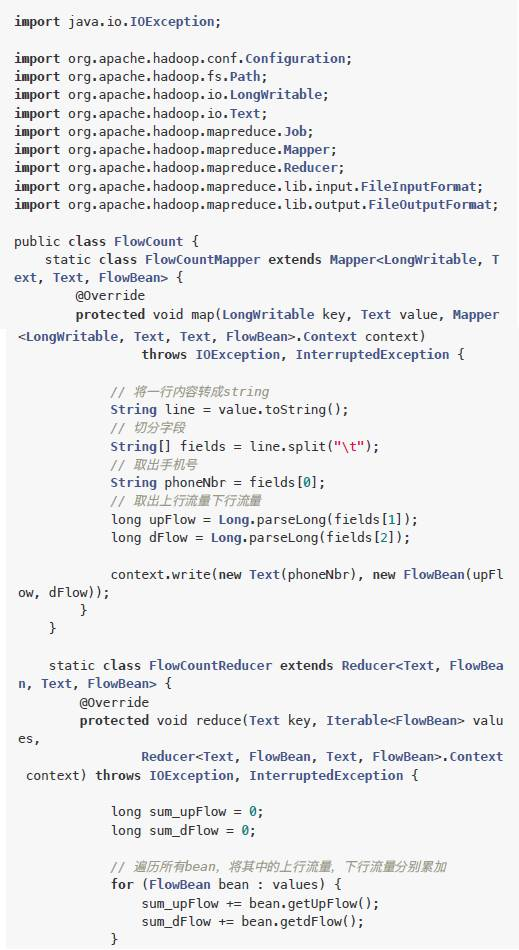 import java.io.IOException;
import org.apache.hadoop.conf.Configuration;
import org.apache.hadoop.fs.Path;
import org.apache.hadoop.io.LongWritable;
import org.apache.hadoop.io.Text;
import org.apache.hadoop.mapreduce.Job;
import org.apache.hadoop.mapreduce.Mapper;
import org.apache.hadoop.mapreduce.Reducer;
import org.apache.hadoop.mapreduce.lib.input.FileInputFormat;
import org.apache.hadoop.mapreduce.lib.output.FileOutputFormat;
public class FlowCount {
static class FlowCountMapper extends Mapper<LongWritable, T
ext, Text, FlowBean> {
@Override
protected void map(LongWritable key, Text value, Mapper
<LongWritable, Text, Text, FlowBean>.Context context)
throws IOException, InterruptedException {
// 将一行内容转成string
String line = value.toString();
// 切分字段
String[] fields = line.split("\t");
// 取出手机号
String phoneNbr = fields[0];
// 取出上行流量下行流量
long upFlow = Long.parseLong(fields[1]);
long dFlow = Long.parseLong(fields[2]);
context.write(new Text(phoneNbr), new FlowBean(upFl
ow, dFlow));
}
}
static class FlowCountReducer extends Reducer<Text, FlowBea
n, Text, FlowBean> {
@Override
protected void reduce(Text key, Iterable<FlowBean> valu
es,
Reducer<Text, FlowBean, Text, FlowBean>.Context
context) throws IOException, InterruptedException {
long sum_upFlow = 0;
long sum_dFlow = 0;
// 遍历所有bean, 将其中的上行流量, 下行流量分别累加
for (FlowBean bean : values) {
sum_upFlow += bean.getUpFlow();
sum_dFlow += bean.getdFlow();
}